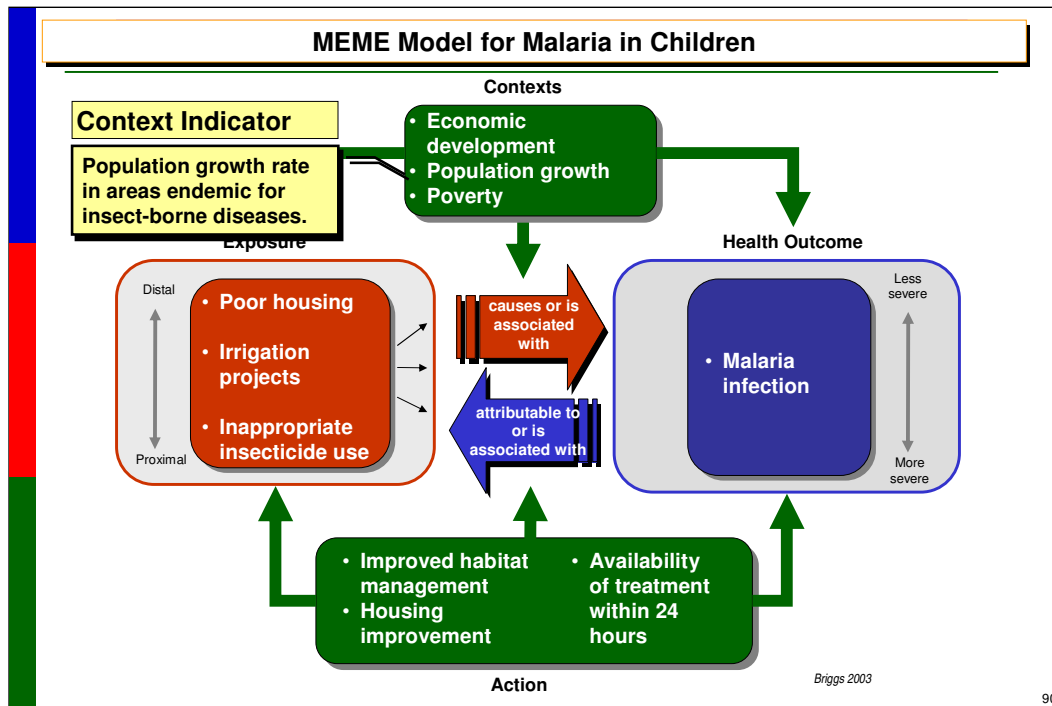 MEME Model for Malaria in Children
Contexts
Context Indicator
Population growth rate
in areas endemic for
insect-borne diseases.
• Economic
development
• Population growth
• Poverty
Exposure
Health Outcome
Distal
Proximal
• Poor housing
• Irrigation
projects
• Inappropriate
insecticide use
causes or is
associated
with
attributable to
or is
associated with
• Malaria
infection
Less
severe
More
severe
• Improved habitat
management
• Housing
improvement
• Availability
of treatment
within 24
hours
Action
Briggs 2003
90